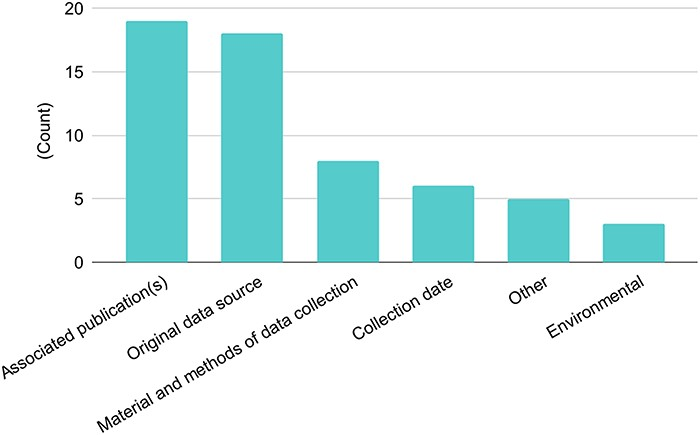 20
15
10
5
0
(Count)
Associated publication(s)
Original data source
Material and methods of data collection
Collection date
Other
Environmental